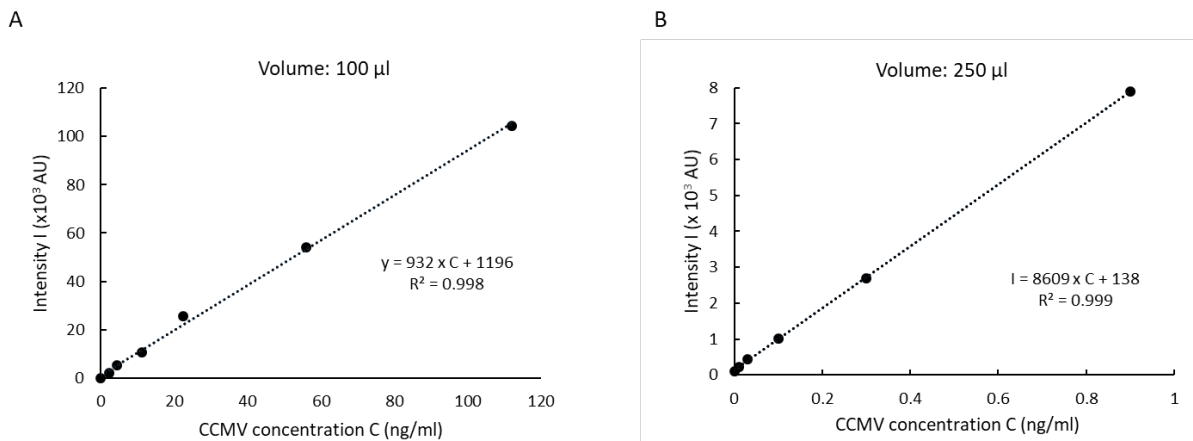 A
Volume: 100 µl
120
100
80
60
40
20
0
Intensity I (x10³ AU)
y = 932 x C + 1196
R² = 0.998
0 20 40 60 80 100 120
CCMV concentration C (ng/ml)
B
Volume: 250 µl
8
7
6
5
4
3
2
1
0
Intensity I (x 10³ AU)
I = 8609 x C + 138
R² = 0.999
0 0.2 0.4 0.6 0.8 1
CCMV concentration C (ng/ml)